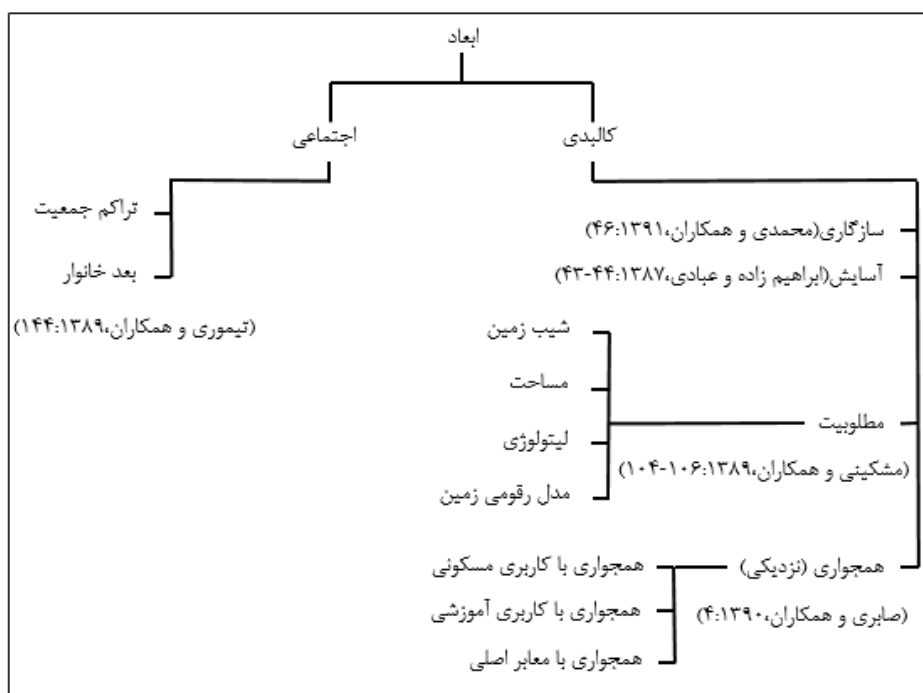 ابعاد
کالبدی
اجتماعی
سازگاری(محمدی و همکاران،۴۶:۱۳۹۱)
آسایش(ابراهیم زاده و عبادی،۴۴:۱۳۸۷-۴۳)
مطلوبیت
(مشکینی و همکاران،۱۰۶:۱۳۸۹-۱۰۴)
شیب زمین
مساحت
لیتولوژی
مدل رقومی زمین
همجواری (نزدیکی)
(صابری و همکاران،۴:۱۳۹۰)
همجواری با کاربری مسکونی
همجواری با کاربری آموزشی
همجواری با معابر اصلی
تراکم جمعیت
بعد خانوار
(تیموری و همکاران،۱۴۴:۱۳۸۹)